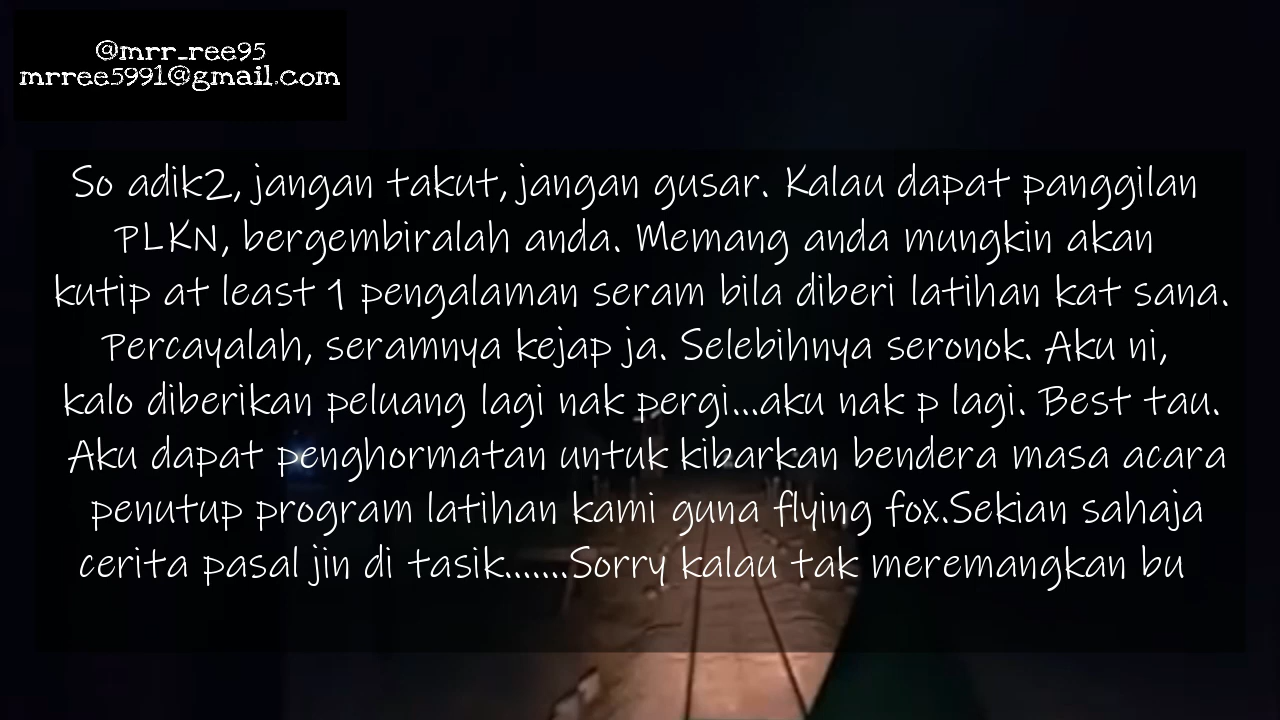 @mrr_ree95
mrree5991@gmail.com
So adik2, jangan takut, jangan gusar. Kalau dapat panggilan
PLKN, bergembiralah anda. Memang anda mungkin akan
kutip at least 1 pengalaman seram bila diberi latihan kat sana.
Percayalah, seramnya kejap ja. Selebihnya seronok. Aku ni,
kalo diberikan peluang lagi nak pergi...aku nak p lagi. Best tau.
Aku dapat penghormatan untuk kibarkan bendera masa acara
penutup program latihan kami guna flying fox.Sekian sahaja
cerita pasal jin di tasik.......Sorry kalau tak meremangkan bu